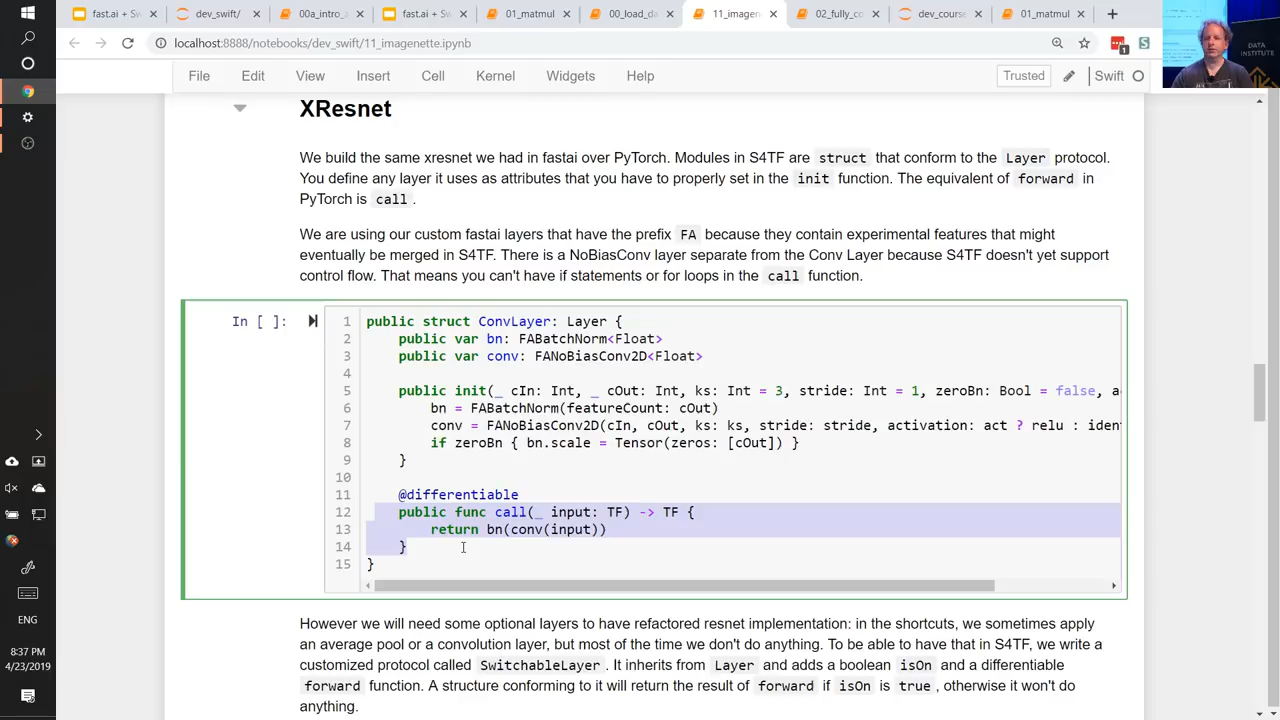 fast.ai + S
dev_swift/
00a_intro_a
fast.ai + Sw
01_matmul
00_load_da
11_imagene
02_fully_co
dev_course
01_matmul
localhost:8888/notebooks/dev_swift/11_imagenette.ipynb
1
S
DATA
INSTITUTE
File Edit View Insert Cell Kernel Widgets Help
Trusted
Swift
XResnet
We build the same xresnet we had in fastai over PyTorch. Modules in S4TF are struct that conform to the Layer protocol.
You define any layer it uses as attributes that you have to properly set in the init function. The equivalent of forward in
PyTorch is call .
We are using our custom fastai layers that have the prefix FA because they contain experimental features that might
eventually be merged in S4TF. There is a NoBiasConv layer separate from the Conv Layer because S4TF doesn't yet support
control flow. That means you can't have if statements or for loops in the call function.
In [ ]:
1 public struct ConvLayer: Layer {
2 public var bn: FABatchNorm<Float>
3 public var conv: FANoBiasConv2D<Float>
4
5 public init(_ cIn: Int, _ cOut: Int, ks: Int = 3, stride: Int = 1, zeroBn: Bool = false, a
6 bn = FABatchNorm(featureCount: cOut)
7 conv = FANoBiasConv2D(cIn, cOut, ks: ks, stride: stride, activation: act ? relu : iden
8 if zeroBn { bn.scale = Tensor(zeros: [cOut]) }
9 }
10
11 @differentiable
12 public func call(_ input: TF) -> TF {
13 return bn(conv(input))
14 }
15 }
However we will need some optional layers to have refactored resnet implementation: in the shortcuts, we sometimes apply
an average pool or a convolution layer, but most of the time we don't do anything. To be able to have that in S4TF, we write a
customized protocol called SwitchableLayer . It inherits from Layer and adds a boolean isOn and a differentiable
forward function. A structure conforming to it will return the result of forward if isOn is true , otherwise it won't do
anything.
ENG
8:37 PM
4/23/2019